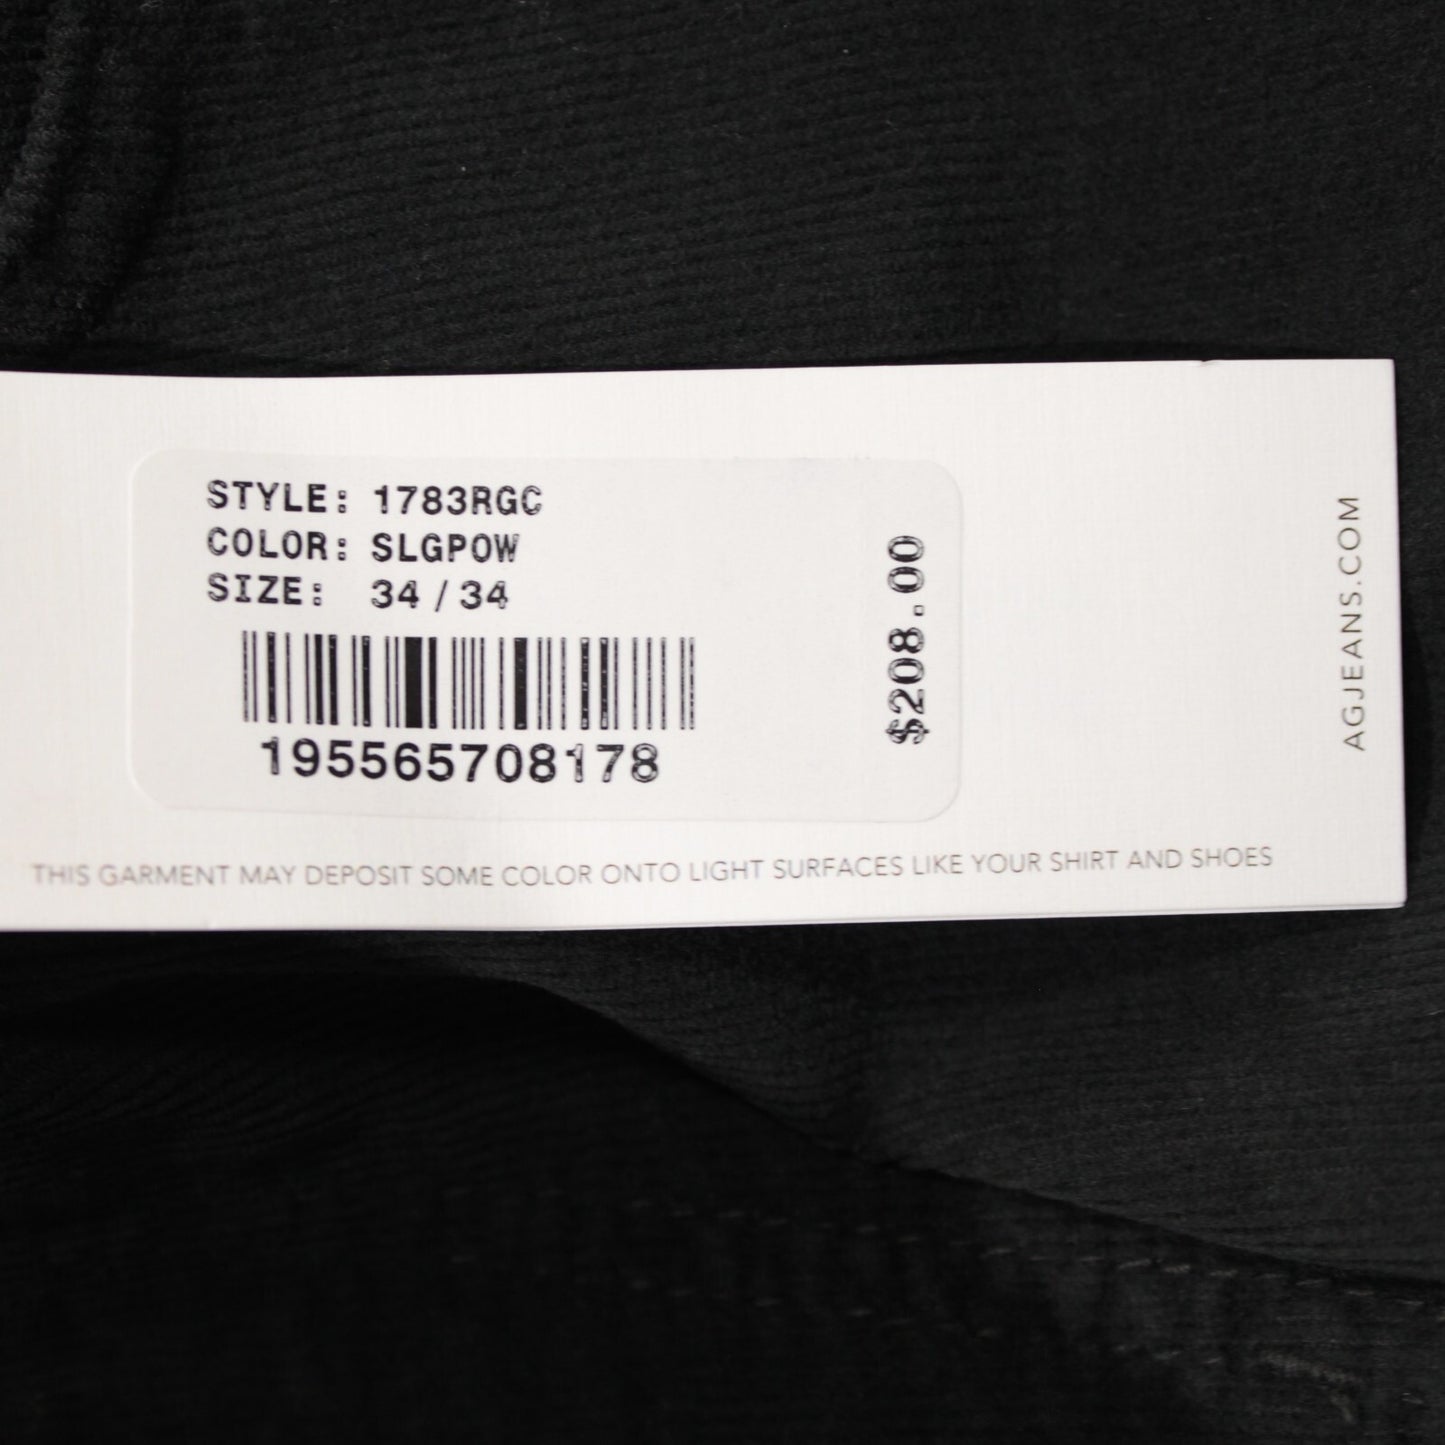 STYLE: 1783RGC
COLOR: SLGPOW
SIZE: 34/34
195565708178
$208.00
AGJEANS.COM
THIS GARMENT MAY DEPOSIT SOME COLOR ONTO LIGHT SURFACES LIKE YOUR SHIRT AND SHOES